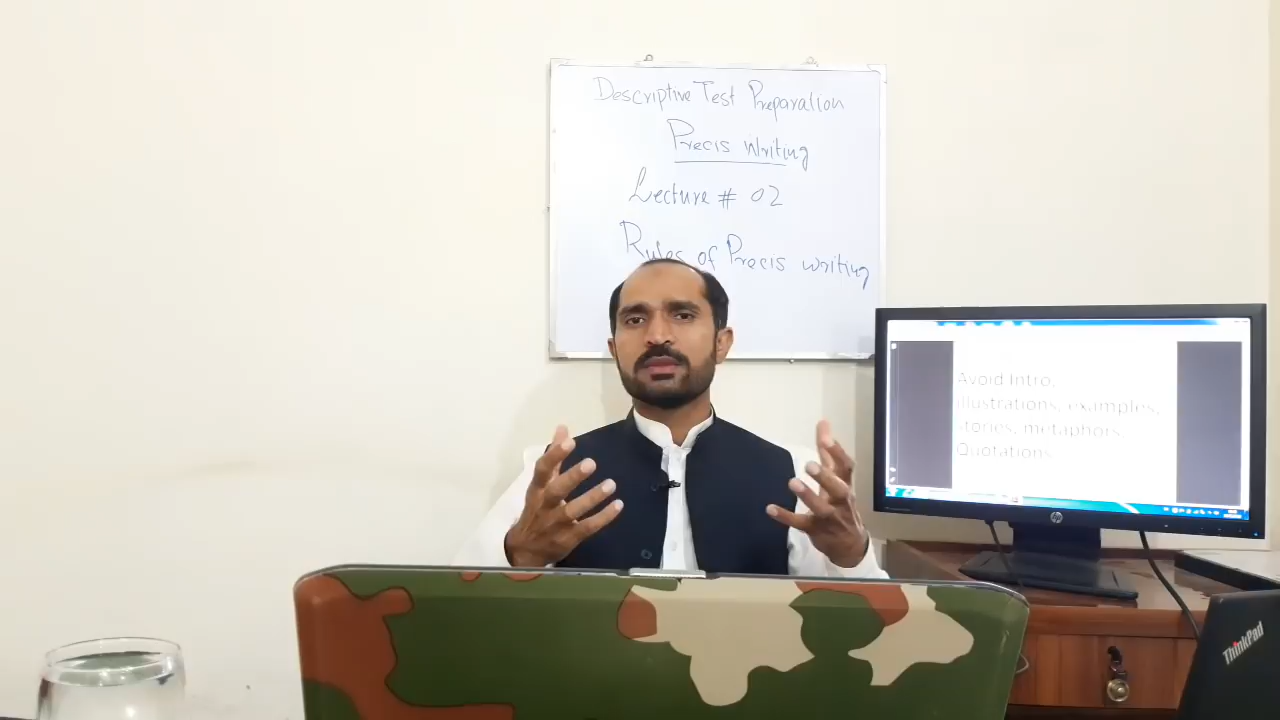 Descriptive Test Preparation
Precis Writing
Lecture # 02
Rules of Precis writing
Avoid Intro,
illustrations, examples,
stories, metaphors
Quotations
hp
ThinkPad